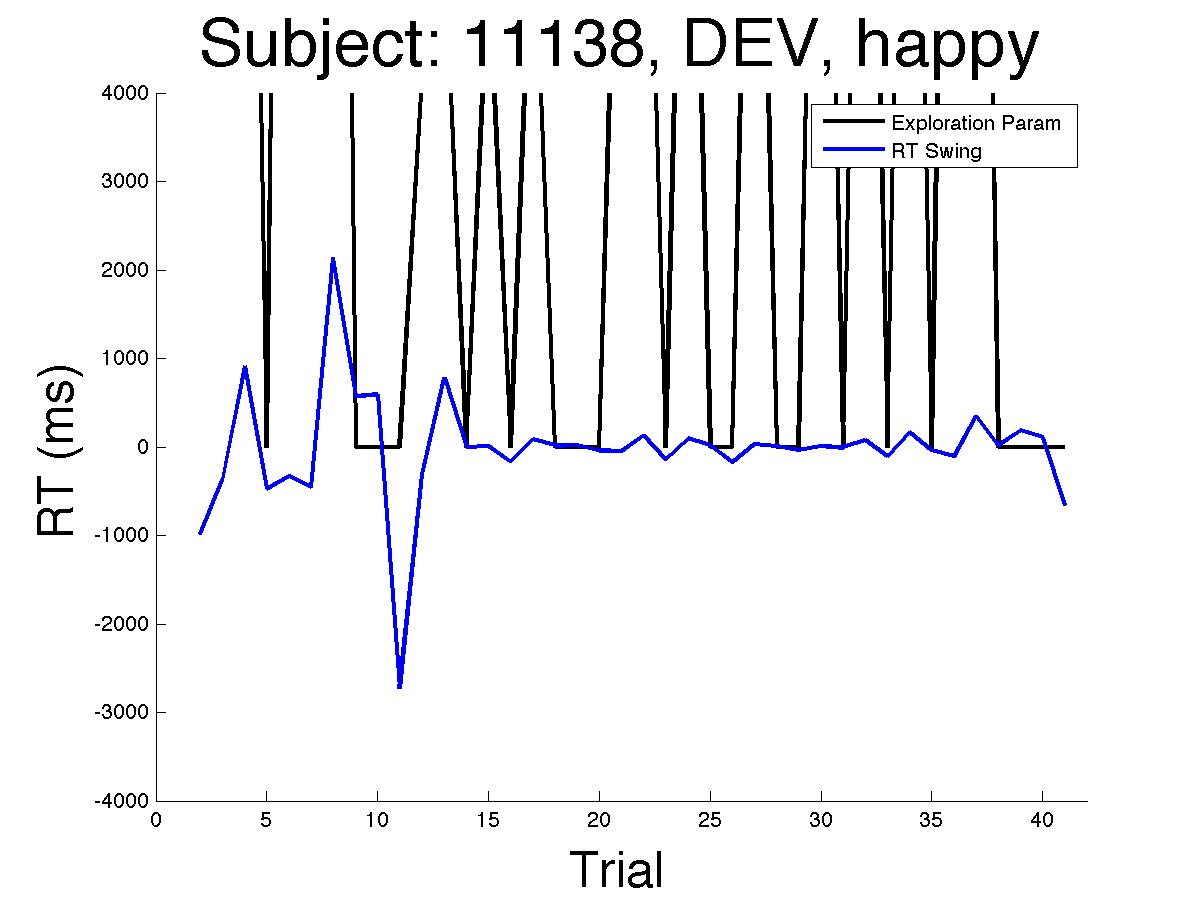 Subject: 11138, DEV, happy
4000
3000
2000
1000
0
-1000
-2000
-3000
-4000
RT (ms)
Exploration Param
RT Swing
0 5 10 15 20 25 30 35 40
Trial